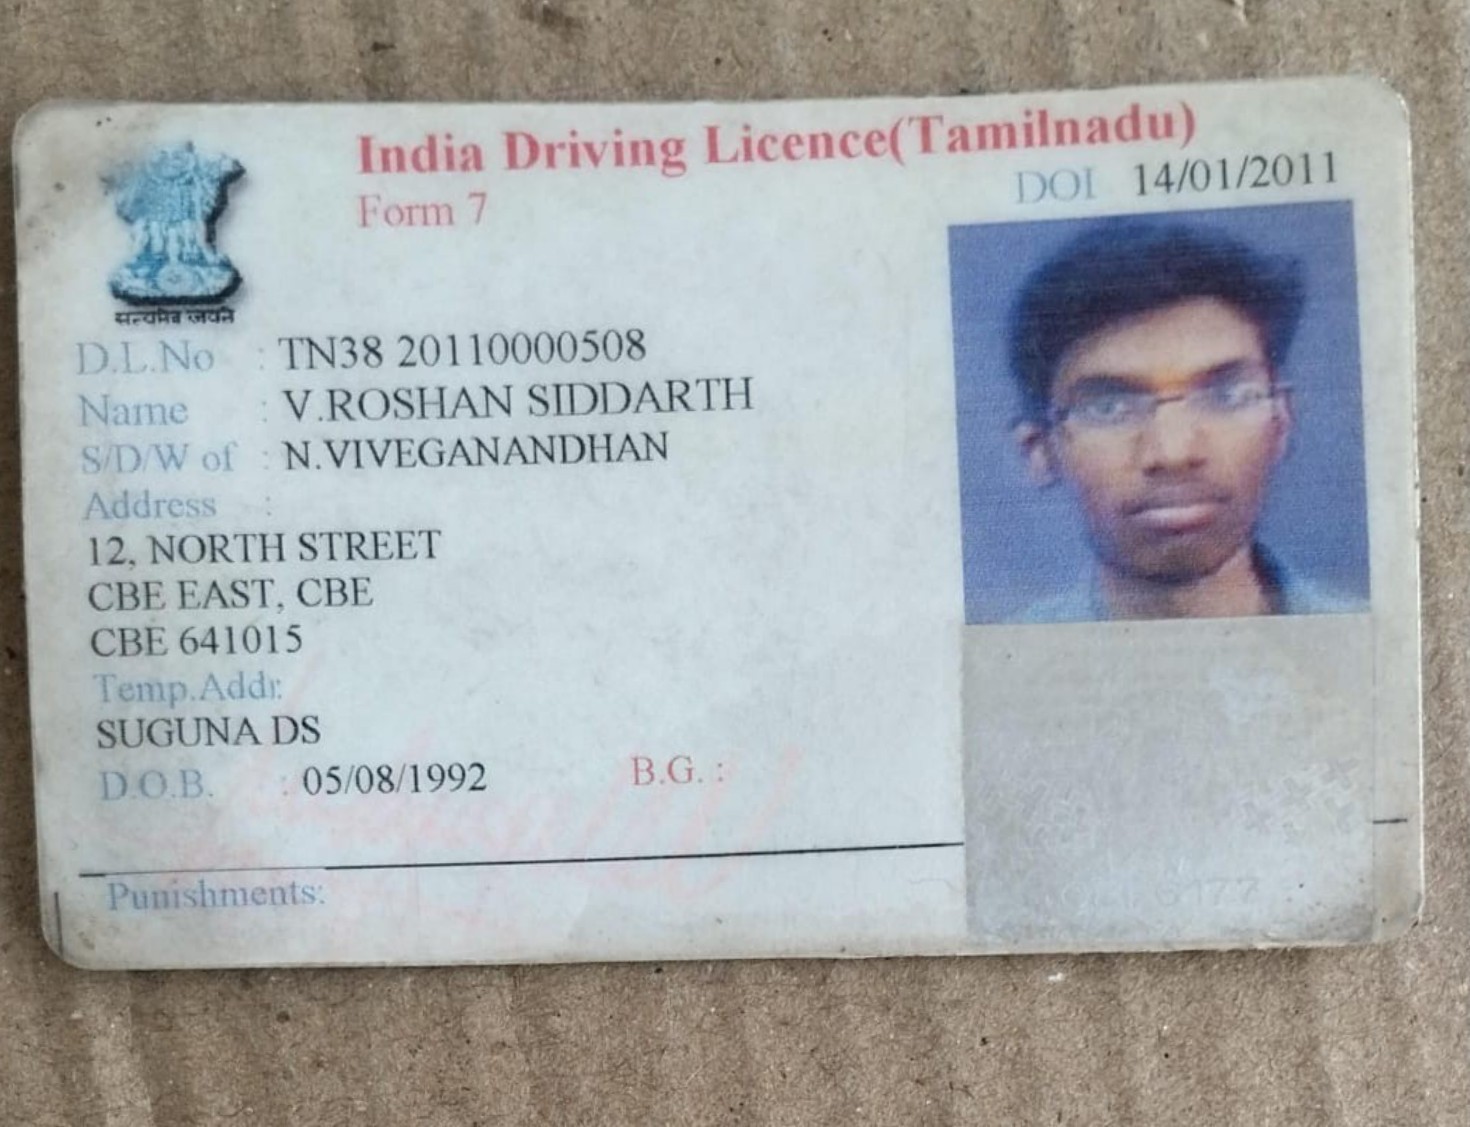 India Driving Licence(Tamilnadu)
Form 7
DOI 14/01/2011
सत्यमेव जयते
D.L.No : TN38 20110000508
Name : V.ROSHAN SIDDARTH
S/D/W of : N.VIVEGANANDHAN
Address :
12, NORTH STREET
CBE EAST, CBE
CBE 641015
Temp.Addr:
SUGUNA DS
D.O.B. : 05/08/1992 B.G. :
Punishments: